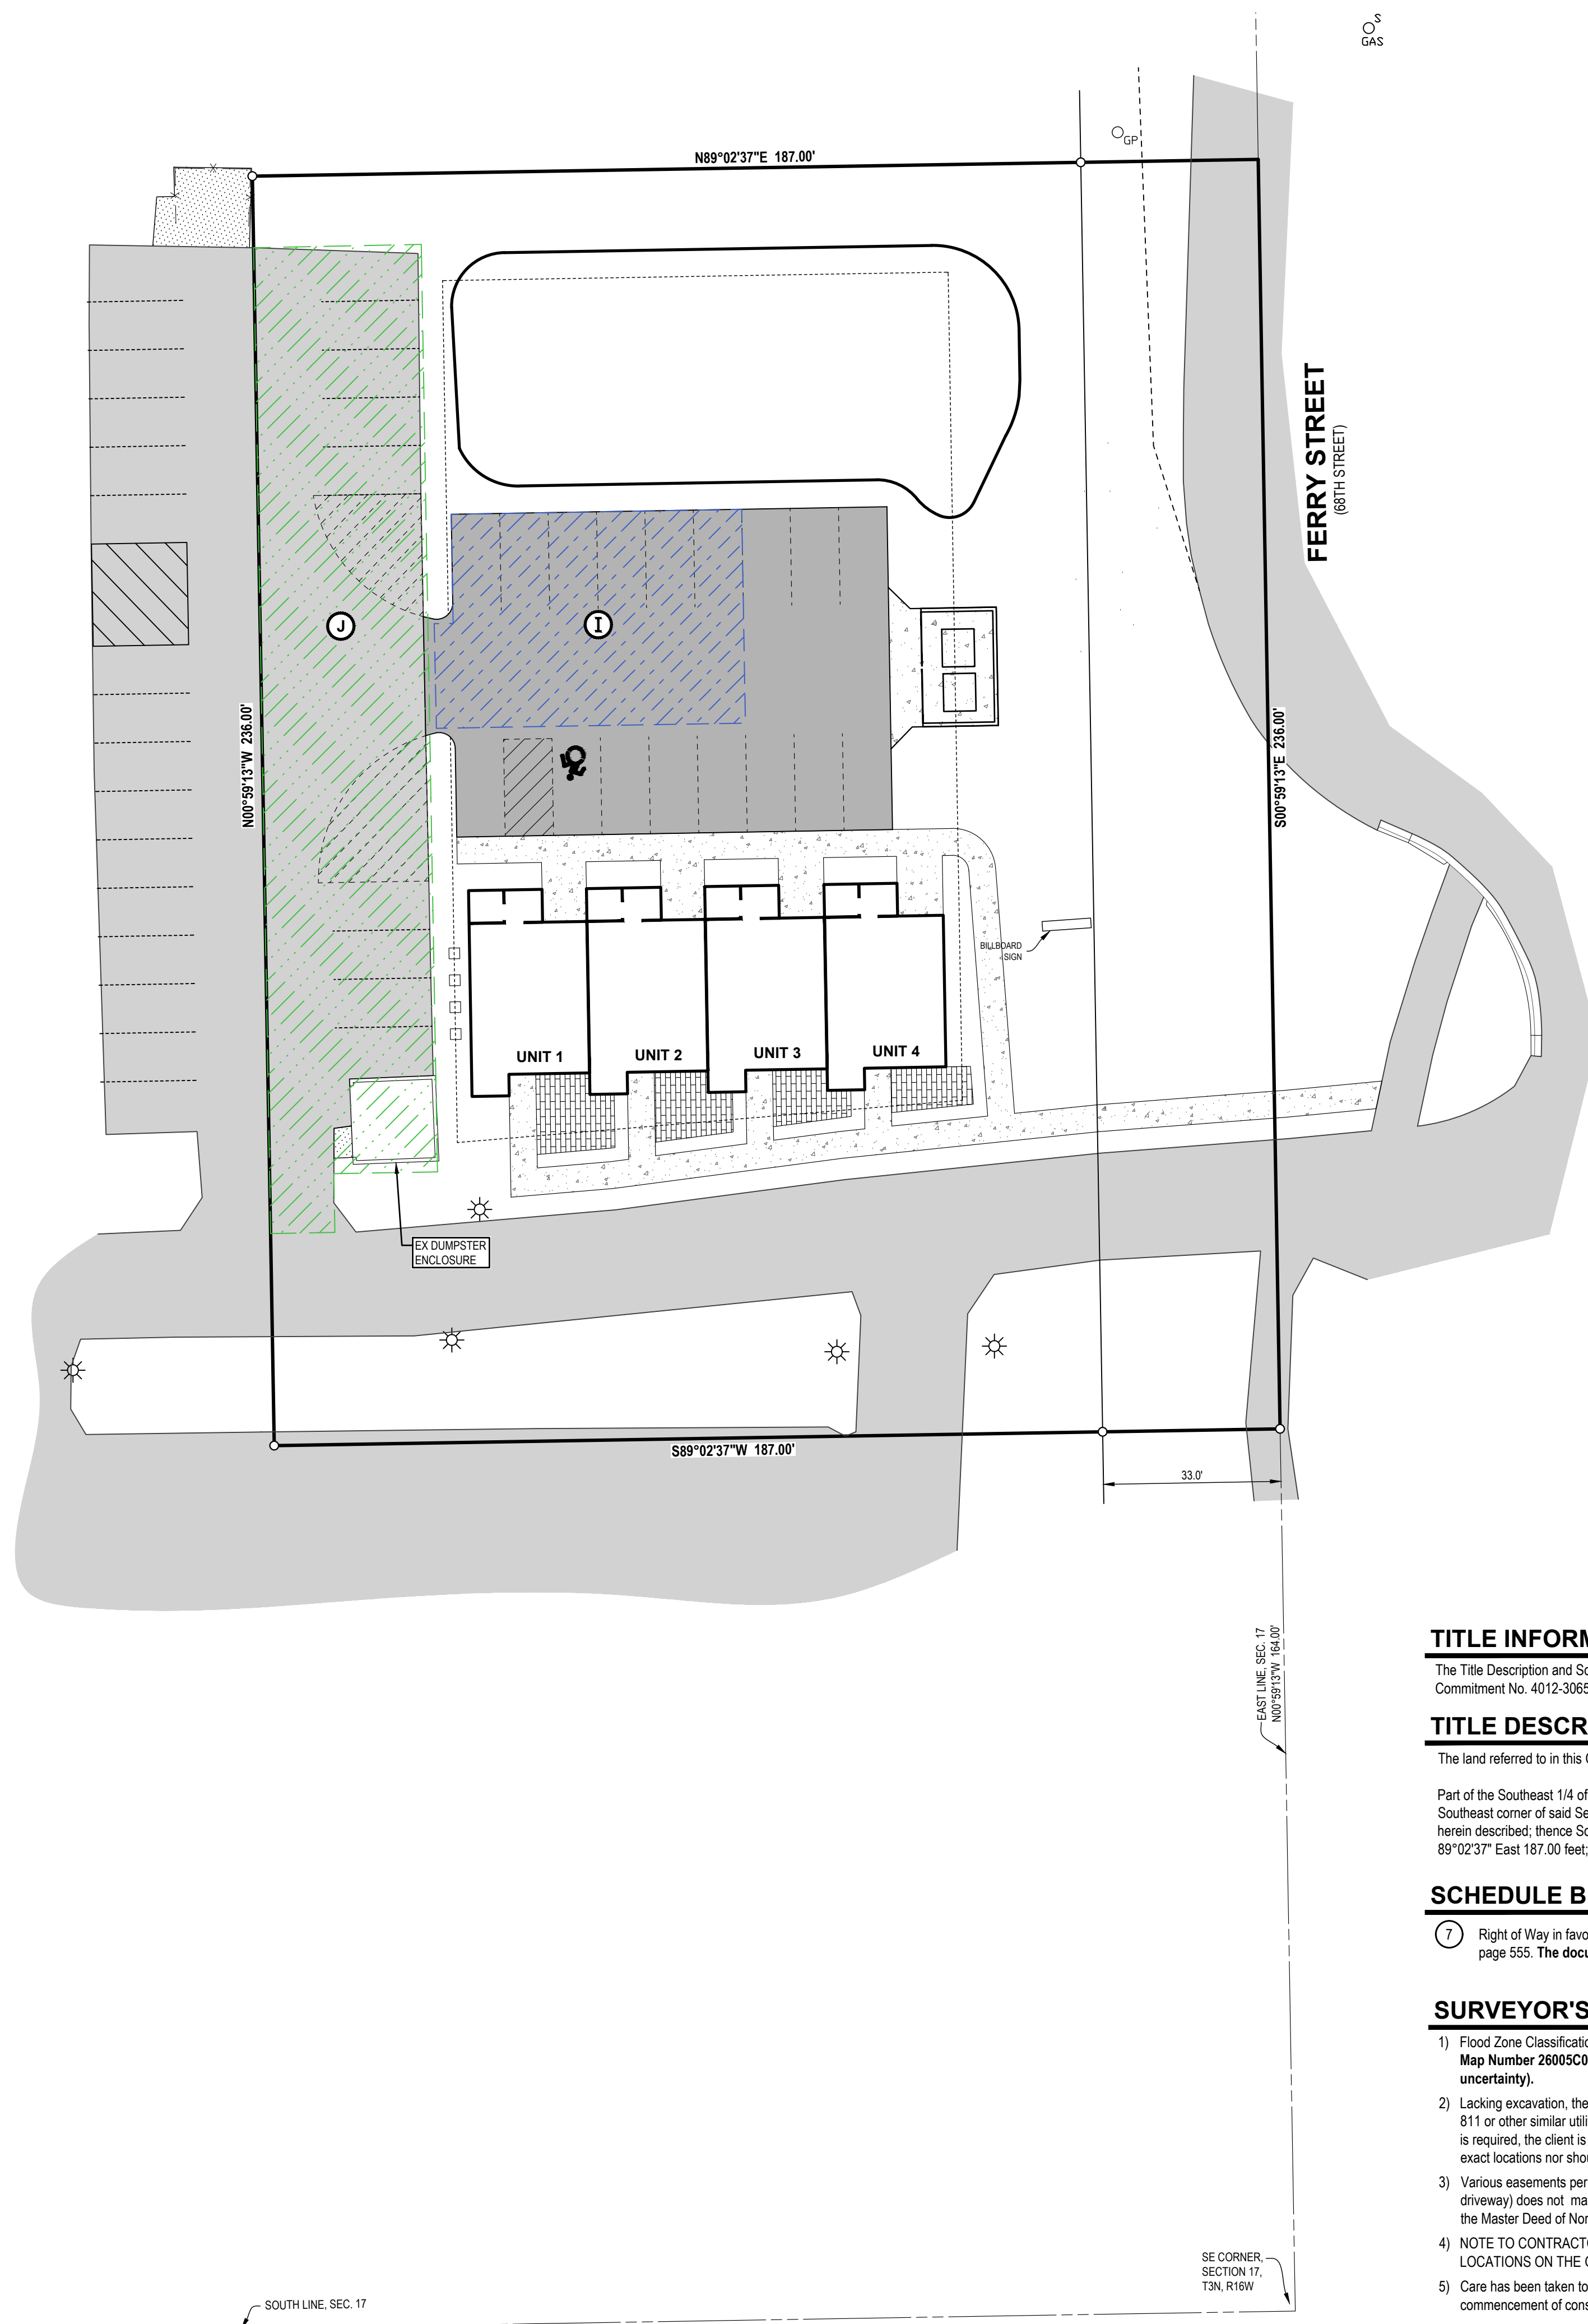 S
GAS
GP
N89°02'37"E 187.00'
FERRY STREET
(68TH STREET)
J
I
N00°59'13"W 236.00'
S00°59'13"E 236.00'
BILLBOARD
SIGN
UNIT 1
UNIT 2
UNIT 3
UNIT 4
EX DUMPSTER
ENCLOSURE
S89°02'37"W 187.00'
33.0'
EAST LINE, SEC. 17
N00°59'13"W 164.00'
TITLE INFORM
The Title Description and Sc
Commitment No. 4012-3065
TITLE DESCR
The land referred to in this C
Part of the Southeast 1/4 of
Southeast corner of said Se
herein described; thence So
89°02'37" East 187.00 feet;
SCHEDULE B
7 Right of Way in favo
page 555. The docu
SURVEYOR'S
1) Flood Zone Classificatio
Map Number 26005C0
uncertainty).
2) Lacking excavation, the
811 or other similar utili
is required, the client is
exact locations nor shou
3) Various easements per
driveway) does not ma
the Master Deed of Nor
4) NOTE TO CONTRACTO
LOCATIONS ON THE C
5) Care has been taken to
commencement of cons
SE CORNER,
SECTION 17,
T3N, R16W
SOUTH LINE, SEC. 17